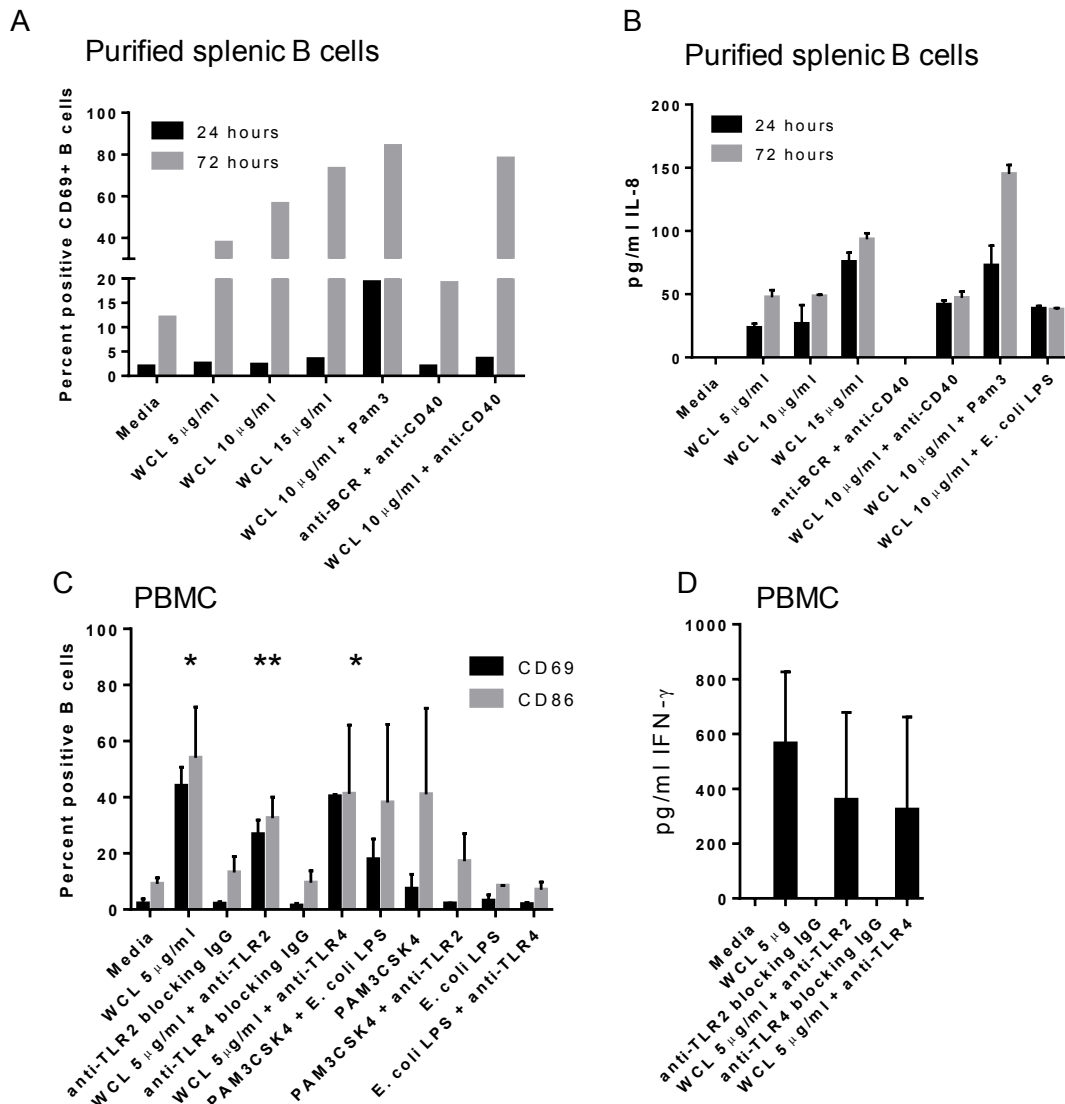 A
Purified splenic B cells
Percent positive CD69+ B cells
100
80
60
40
20
15
10
5
0
24 hours
72 hours
Media
WCL 5 μg/ml
WCL 10 μg/ml
WCL 15 μg/ml
WCL 10 μg/ml + Pam3
anti-BCR + anti-CD40
WCL 10 μg/ml + anti-CD40
B
Purified splenic B cells
pg/ml IL-8
200
150
100
50
0
24 hours
72 hours
Media
WCL 5 μg/ml
WCL 10 μg/ml
WCL 15 μg/ml
anti-BCR + anti-CD40
WCL 10 μg/ml + anti-CD40
WCL 10 μg/ml + Pam3
WCL 10 μg/ml + E. coli LPS
C
PBMC
Percent positive B cells
100
80
60
40
20
0
* ** *
CD69
CD86
Media
WCL 5 μg/ml
anti-TLR2 blocking IgG
WCL 5 μg/ml + anti-TLR2
anti-TLR4 blocking IgG
WCL 5μg/ml + anti-TLR4
PAM3CSK4 + E. coli LPS
PAM3CSK4
PAM3CSK4 + anti-TLR2
E. coli LPS
E. coli LPS + anti-TLR4
D
PBMC
pg/ml IFN-γ
1000
800
600
400
200
0
Media
WCL 5 μg
anti-TLR2 blocking IgG
WCL 5 μg/ml + anti-TLR2
anti-TLR4 blocking IgG
WCL 5 μg/ml + anti-TLR4